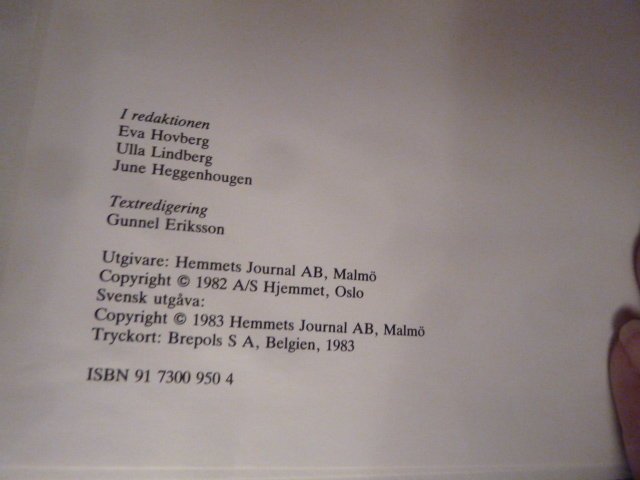 I redaktionen
Eva Hovberg
Ulla Lindberg
June Heggenhougen
Textredigering
Gunnel Eriksson
Utgivare: Hemmets Journal AB, Malmö
Copyright © 1982 A/S Hjemmet, Oslo
Svensk utgåva:
Copyright © 1983 Hemmets Journal AB, Malmö
Tryckort: Brepols S A, Belgien, 1983
ISBN 91 7300 950 4